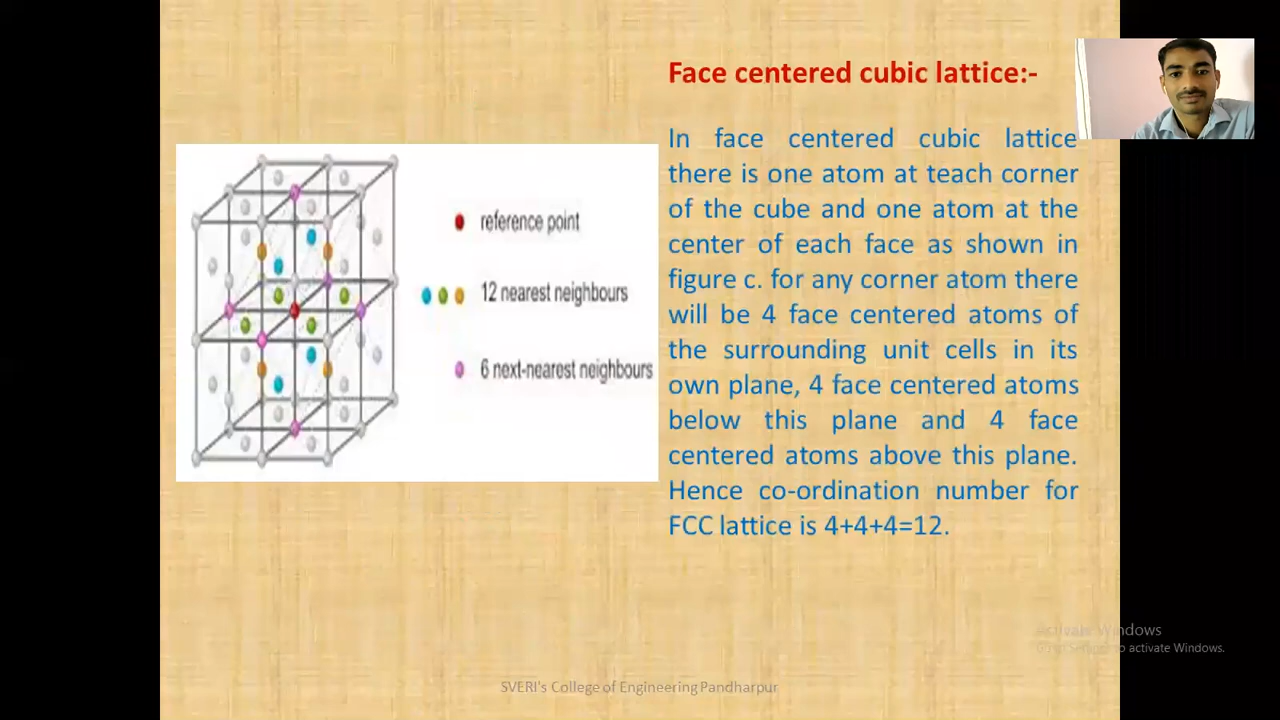 Face centered cubic lattice:-
In face centered cubic lattice
there is one atom at teach corner
of the cube and one atom at the
center of each face as shown in
figure c. for any corner atom there
will be 4 face centered atoms of
the surrounding unit cells in its
own plane, 4 face centered atoms
below this plane and 4 face
centered atoms above this plane.
Hence co-ordination number for
FCC lattice is 4+4+4=12.
reference point
12 nearest neighbours
6 next-nearest neighbours
Activate Windows
to activate Windows.
SVERI's College of Engineering Pandharpur